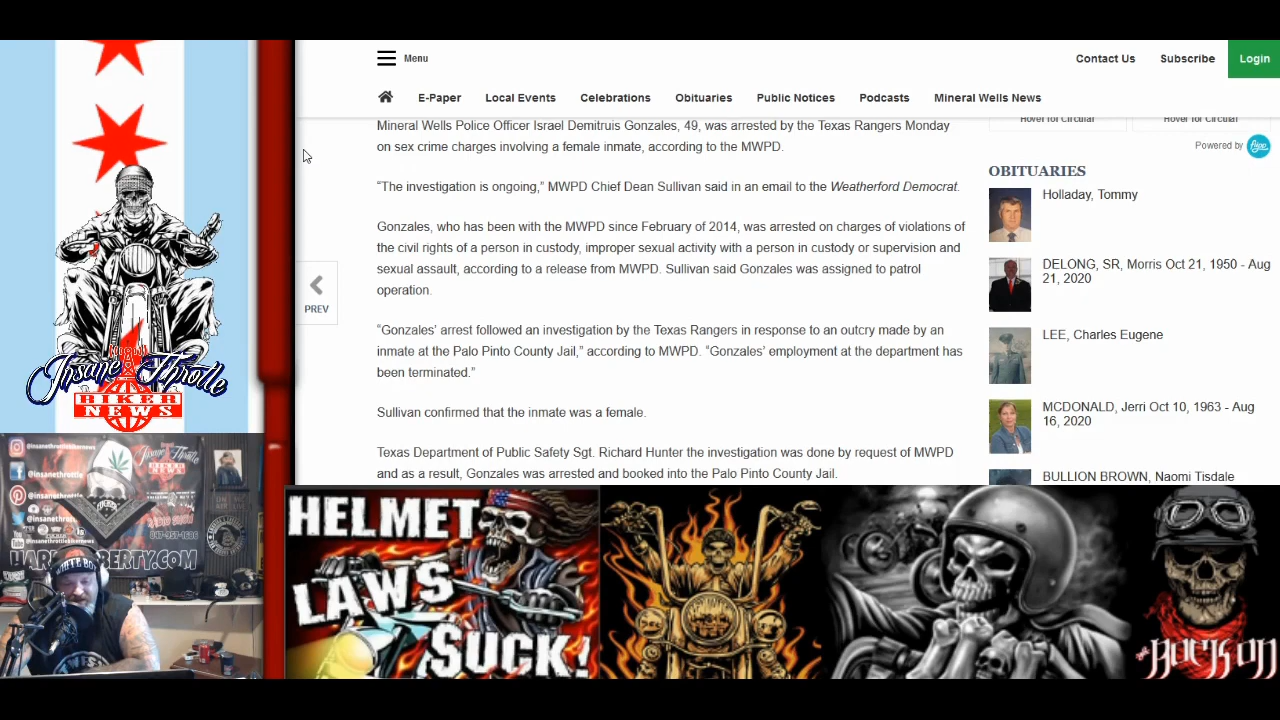 Menu
Contact Us
Subscribe
Login
E-Paper
Local Events
Celebrations
Obituaries
Public Notices
Podcasts
Mineral Wells News
Mineral Wells Police Officer Israel Demitruis Gonzales, 49, was arrested by the Texas Rangers Monday
on sex crime charges involving a female inmate, according to the MWPD.
“The investigation is ongoing,” MWPD Chief Dean Sullivan said in an email to the Weatherford Democrat.
Gonzales, who has been with the MWPD since February of 2014, was arrested on charges of violations of
the civil rights of a person in custody, improper sexual activity with a person in custody or supervision and
sexual assault, according to a release from MWPD. Sullivan said Gonzales was assigned to patrol
operation.
“Gonzales’ arrest followed an investigation by the Texas Rangers in response to an outcry made by an
inmate at the Palo Pinto County Jail,” according to MWPD. “Gonzales’ employment at the department has
been terminated.”
Sullivan confirmed that the inmate was a female.
Texas Department of Public Safety Sgt. Richard Hunter the investigation was done by request of MWPD
and as a result, Gonzales was arrested and booked into the Palo Pinto County Jail.
PREV
Hover for Circular
Hover for Circular
Powered by
OBITUARIES
Holladay, Tommy
DELONG, SR, Morris Oct 21, 1950 - Aug
21, 2020
LEE, Charles Eugene
MCDONALD, Jerri Oct 10, 1963 - Aug
16, 2020
BULLION BROWN, Naomi Tisdale
Insane Throttle
BIKER
NEWS
@insanethrottlebikernews
@insanethrottle
HELMET
LAWS
SUCK!